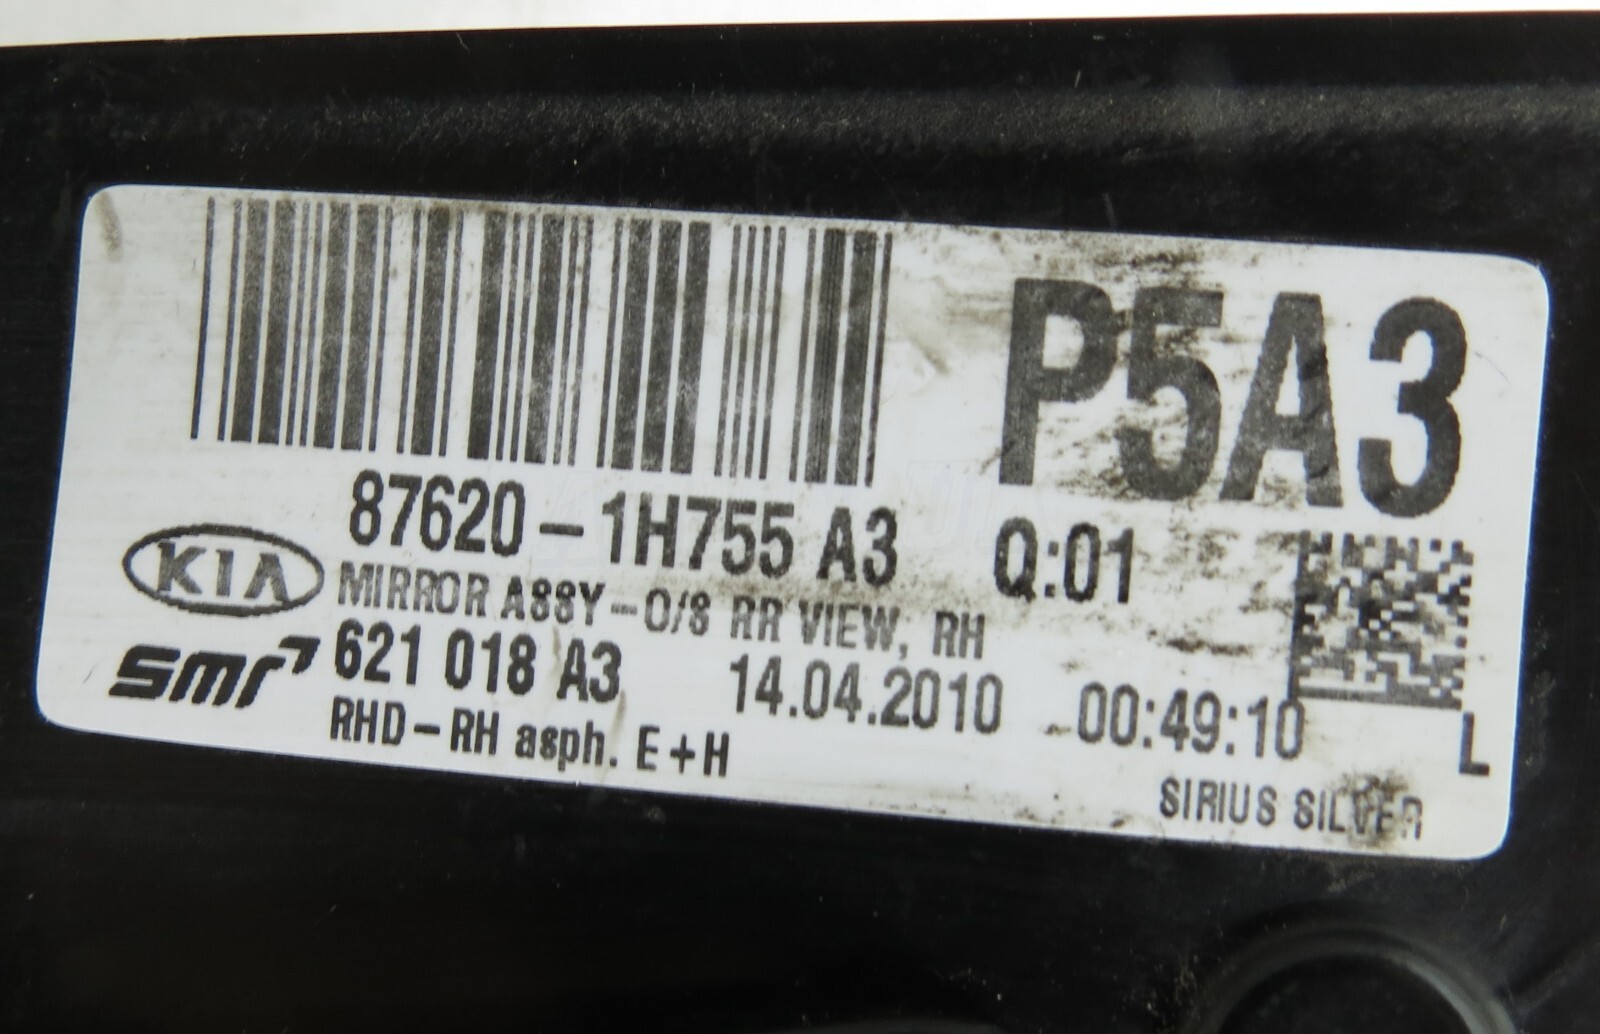 P5A3
87620-1H755 A3 Q:01
KIA
MIRROR ASSY-O/S RR VIEW, RH
smr
621 018 A3 14.04.2010 00:49:10
RHD-RH asph. E+H
L
SIRIUS SILVER